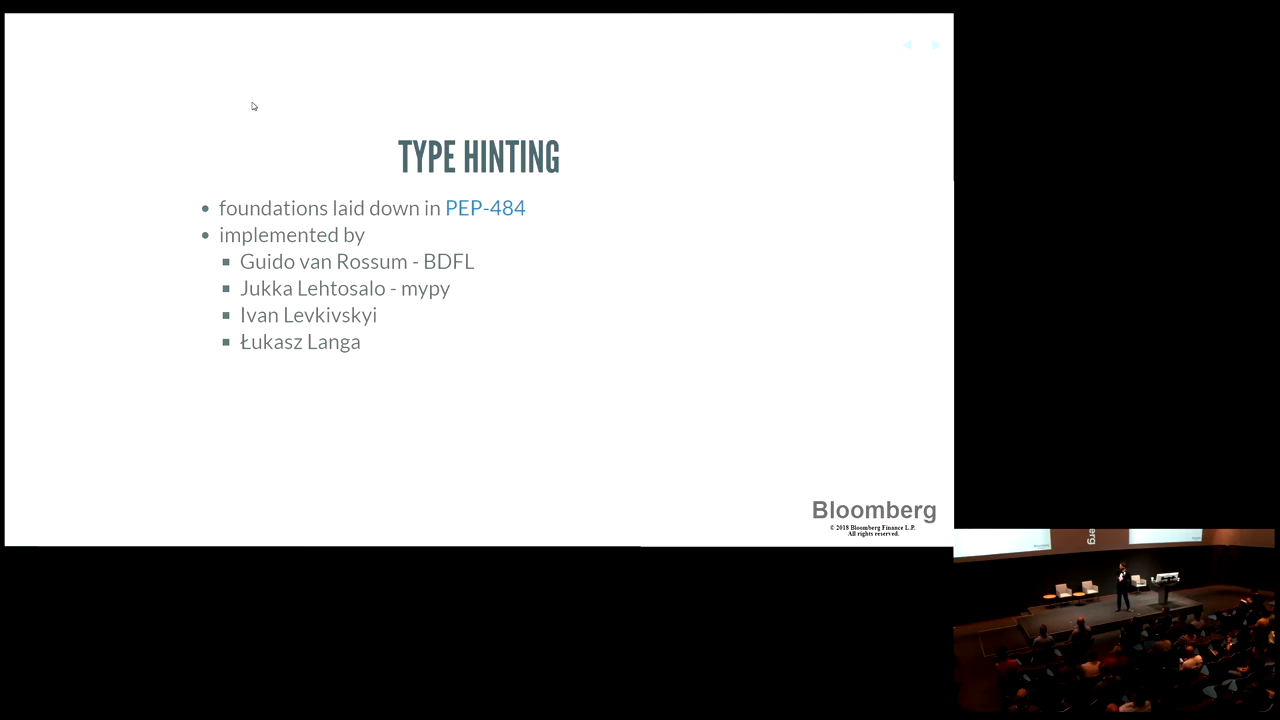 TYPE HINTING
foundations laid down in PEP-484
implemented by
Guido van Rossum - BDFL
Jukka Lehtosalo - mypy
Ivan Levkivskyi
Łukasz Langa
Bloomberg
© 2018 Bloomberg Finance L.P.
All rights reserved.